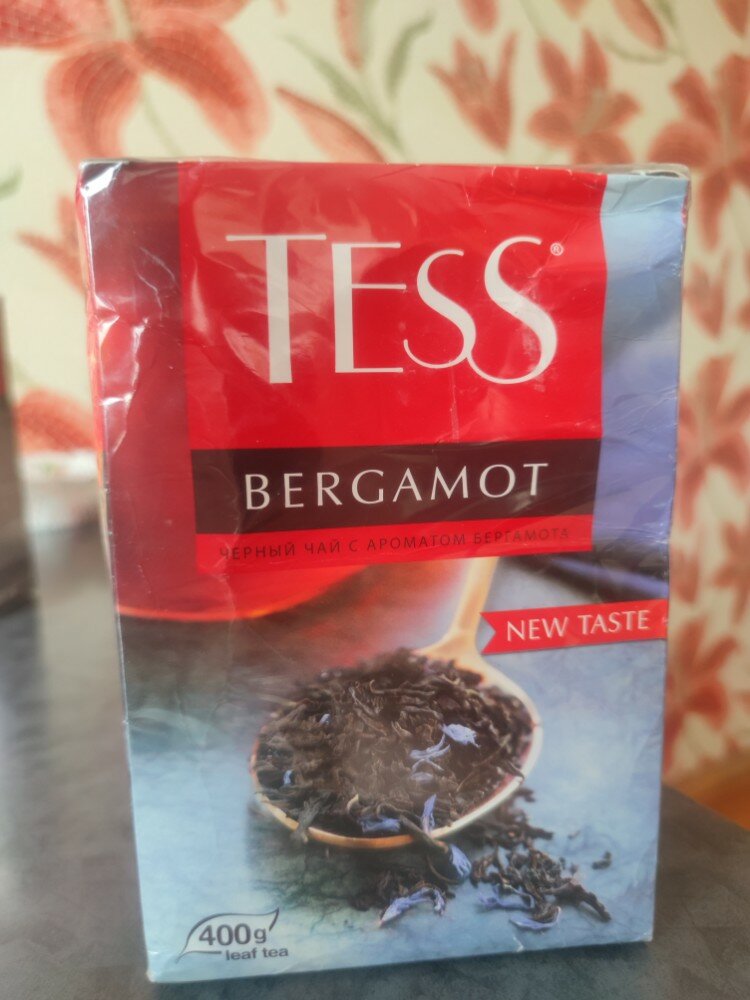 TESS®
BERGAMOT
ЧЕРНЫЙ ЧАЙ С АРОМАТОМ БЕРГАМОТА
NEW TASTE
400g
leaf tea